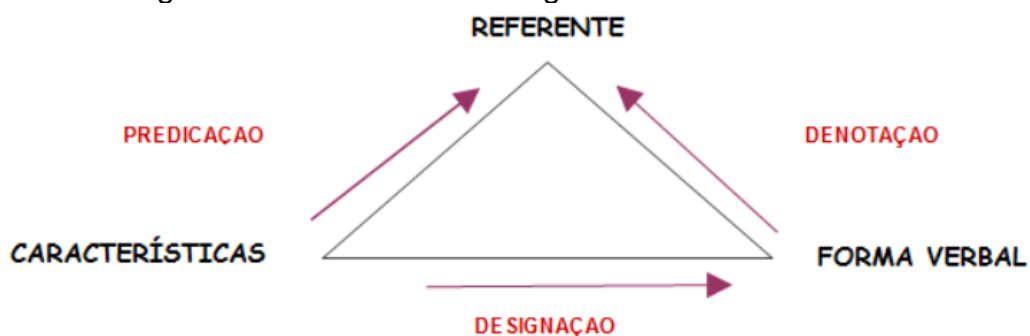 REFERENTE
PREDICAÇAO
DENOTAÇAO
CARACTERÍSTICAS
FORMA VERBAL
DESIGNAÇAO